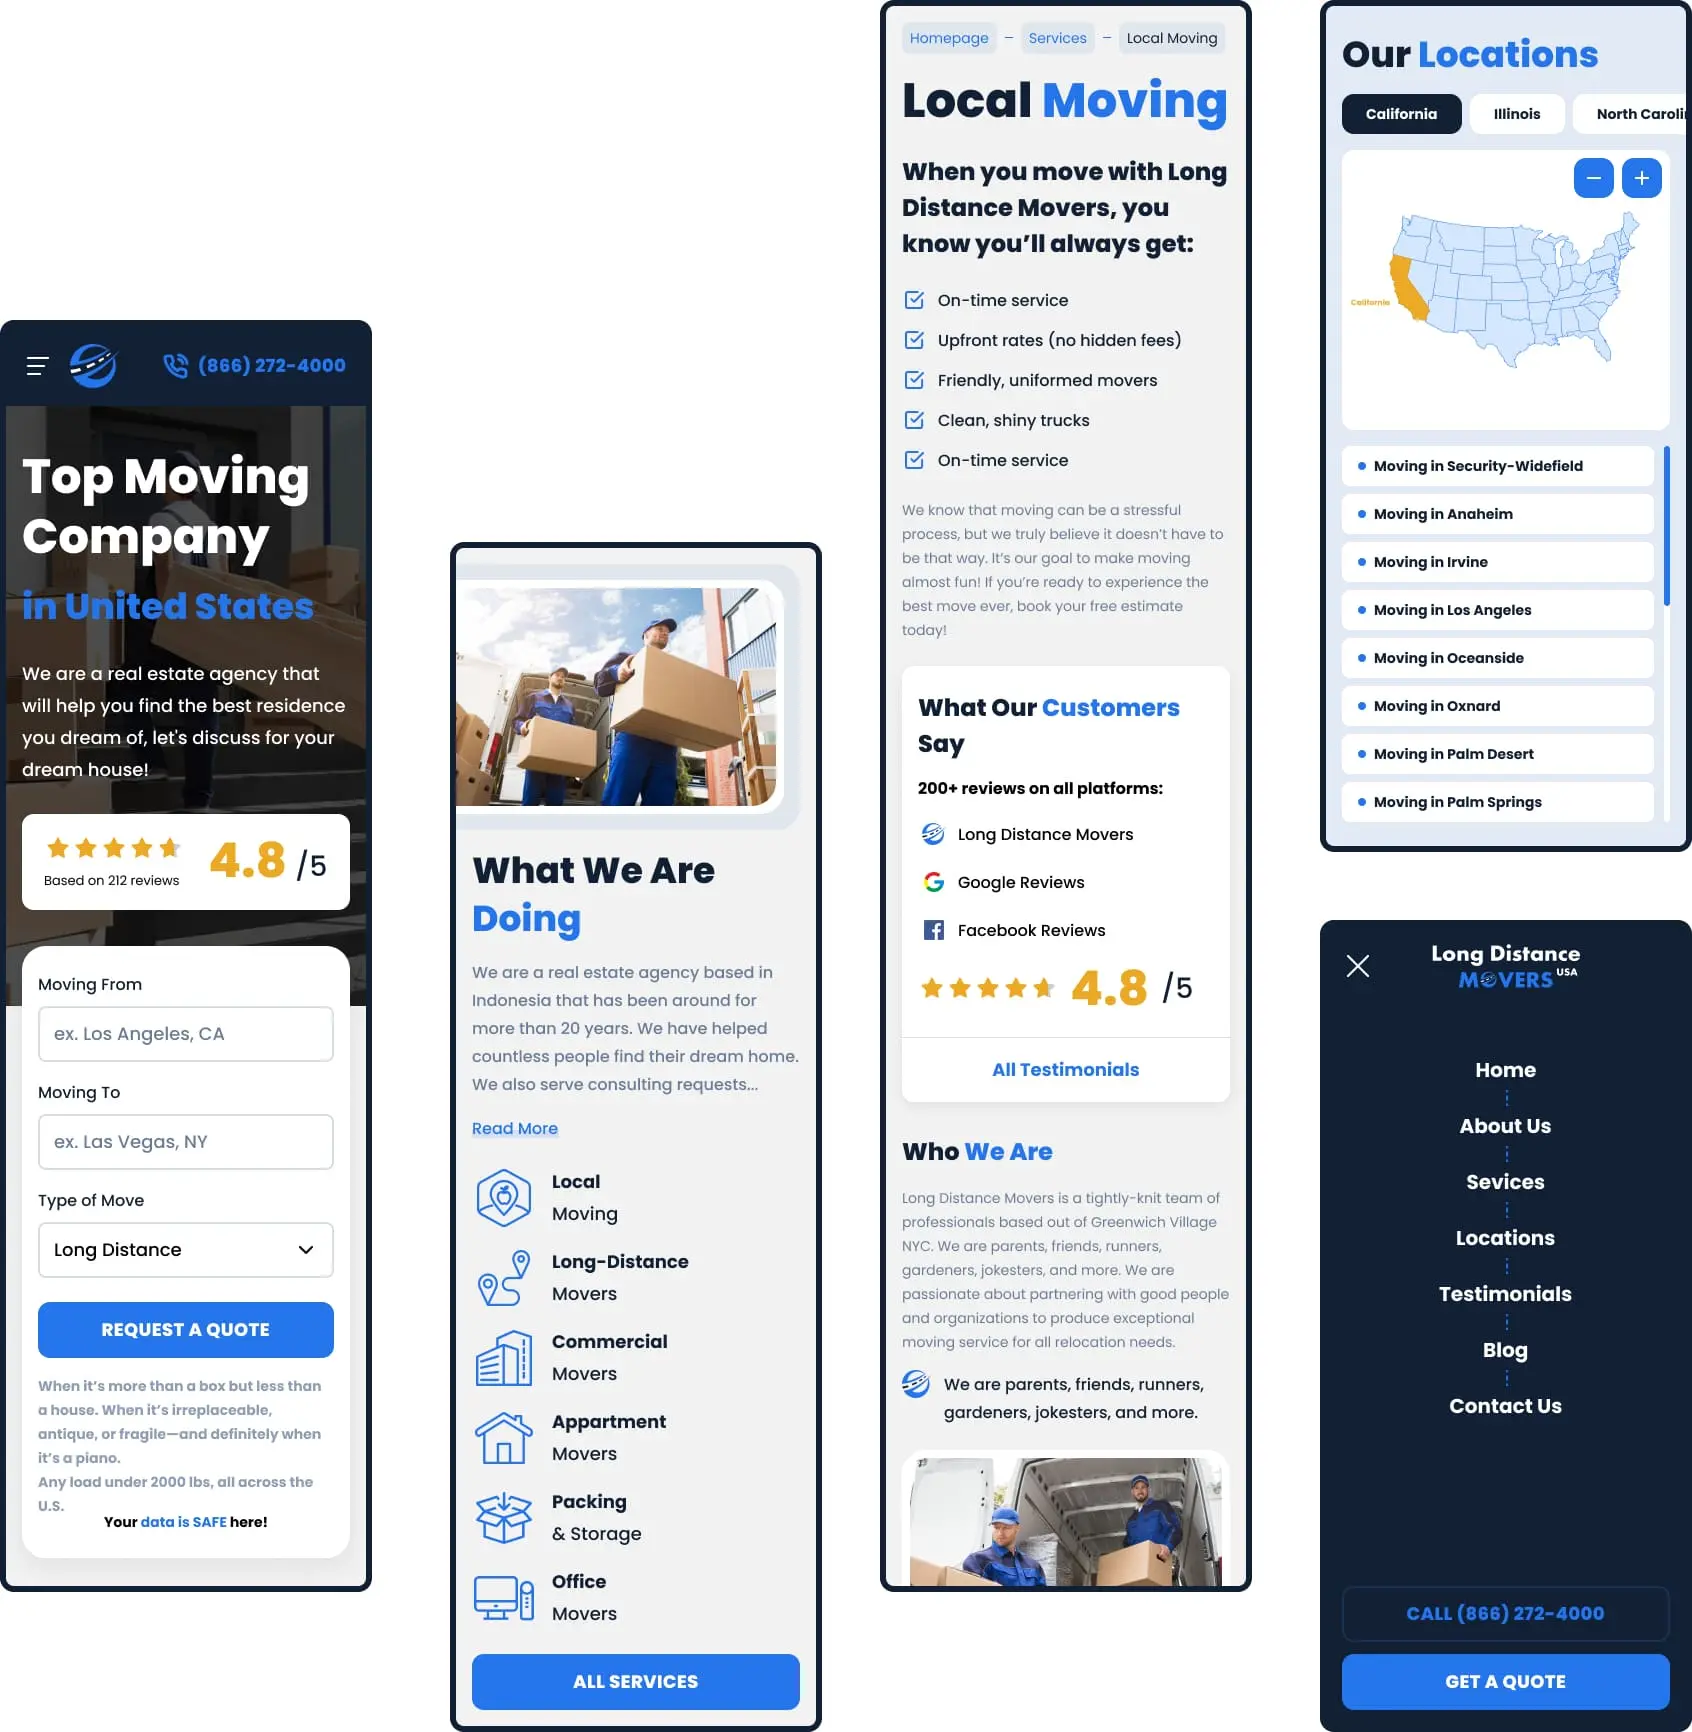 (866) 272-4000
Top Moving
Company
in United States
We are a real estate agency that
will help you find the best residence
you dream of, let's discuss for your
dream house!
Based on 212 reviews
4.8 /5
Moving From
ex. Los Angeles, CA
Moving To
ex. Las Vegas, NY
Type of Move
Long Distance
REQUEST A QUOTE
When it’s more than a box but less than
a house. When it’s irreplaceable,
antique, or fragile—and definitely when
it’s a piano.
Any load under 2000 lbs, all across the
U.S.
Your data is SAFE here!
What We Are
Doing
We are a real estate agency based in
Indonesia that has been around for
more than 20 years. We have helped
countless people find their dream home.
We also serve consulting requests...
Read More
Local
Moving
Long-Distance
Movers
Commercial
Movers
Appartment
Movers
Packing
& Storage
Office
Movers
ALL SERVICES
Homepage – Services – Local Moving
Local Moving
When you move with Long
Distance Movers, you
know you’ll always get:
On-time service
Upfront rates (no hidden fees)
Friendly, uniformed movers
Clean, shiny trucks
On-time service
We know that moving can be a stressful
process, but we truly believe it doesn’t have to
be that way. It’s our goal to make moving
almost fun! If you’re ready to experience the
best move ever, book your free estimate
today!
What Our Customers
Say
200+ reviews on all platforms:
Long Distance Movers
Google Reviews
Facebook Reviews
4.8 /5
All Testimonials
Who We Are
Long Distance Movers is a tightly-knit team of
professionals based out of Greenwich Village
NYC. We are parents, friends, runners,
gardeners, jokesters, and more. We are
passionate about partnering with good people
and organizations to produce exceptional
moving service for all relocation needs.
We are parents, friends, runners,
gardeners, jokesters, and more.
Our Locations
California Illinois North Carolin
California
Moving in Security-Widefield
Moving in Anaheim
Moving in Irvine
Moving in Los Angeles
Moving in Oceanside
Moving in Oxnard
Moving in Palm Desert
Moving in Palm Springs
Long Distance
MOVERS USA
Home
About Us
Sevices
Locations
Testimonials
Blog
Contact Us
CALL (866) 272-4000
GET A QUOTE